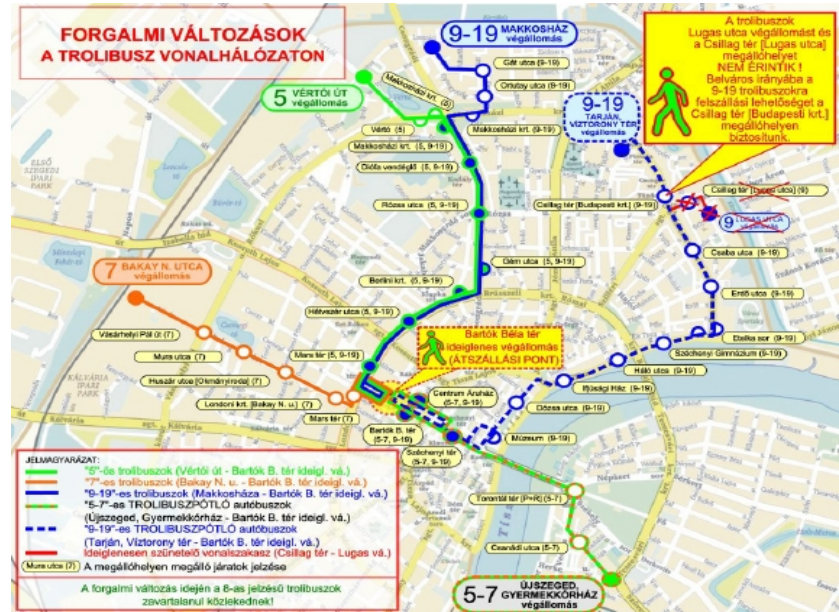 FORGALMI VÁLTOZÁSOK
A TROLIBUSZ VONALHÁLÓZATON
9-19 MAKKOSHÁZ
végállomás
A trolibuszok
Lugas utca végállomást és
a Csillag tér [Lugas utca]
megállóhelyet
NEM ÉRINTIK !
Belváros irányába a
9-19 trolibuszokra
felszállási lehetőséget a
Csillag tér [Budapesti krt.]
megállóhelyen
biztosítunk.
5 VÉRTÓI ÚT
végállomás
Gát utca (9-19)
Ortutay utca (9-19)
Makkosházi krt. (5)
Vértó (5)
Makkosházi krt. (9-19)
Makkosházi krt. (5, 9-19)
Diófa vendéglő (5, 9-19)
9-19
TARJÁN,
VÍZTORONY TÉR
végállomás
Rózsa utca (5, 9-19)
Csillag tér [Budapesti krt.] (9-19)
Csillag tér [Lugas utca] (9)
9 LUGAS UTCA
végállomás
Csaba utca (9-19)
Gém utca (5, 9-19)
Berlini krt. (5, 9-19)
Erdő utca (9-19)
Hétvezér utca (5, 9-19)
Etelka sor (9-19)
Széchenyi Gimnázium (9-19)
Háló utca (9-19)
Ifjúsági Ház (9-19)
Dózsa utca (9-19)
Múzeum (9-19)
7 BAKAY N. UTCA
végállomás
Vásárhelyi Pál út (7)
Mura utca (7)
Huszár utca [Okmányiroda] (7)
Londoni krt. [Bakay N. u.] (7)
Mars tér (7)
Mars tér (5, 9-19)
Bartók Béla tér
ideiglenes végállomás
(ÁTSZÁLLÁSI PONT)
Centrum Áruház
(5-7, 9-19)
Bartók B. tér
(5-7, 9-19)
Széchenyi tér
(5-7, 9-19)
Torontál tér [P+R] (5-7)
Csanádi utca (5-7)
5-7 ÚJSZEGED,
GYERMEKKÓRHÁZ
végállomás
JELMAGYARÁZAT:
"5"-ös trolibuszok (Vértói út - Bartók B. tér ideigl. vá.)
"7"-es trolibuszok (Bakay N. u. - Bartók B. tér ideigl. vá.)
"9-19"-es trolibuszok (Makkosháza - Bartók B. tér ideigl. vá.)
"5-7"-es TROLIBUSZPÓTLÓ autóbuszok
(Újszeged, Gyermekkórház - Bartók B. tér ideigl. vá.)
"9-19"-es TROLIBUSZPÓTLÓ autóbuszok
(Tarján, Víztorony tér - Bartók B. tér ideigl. vá.)
Ideiglenesen szünetelő vonalszakasz (Csillag tér - Lugas vá.)
Mura utca (7) A megállóhelyen megálló járatok jelzése
A forgalmi változás idején a 8-as jelzésű trolibuszok
zavartalanul közlekednek!